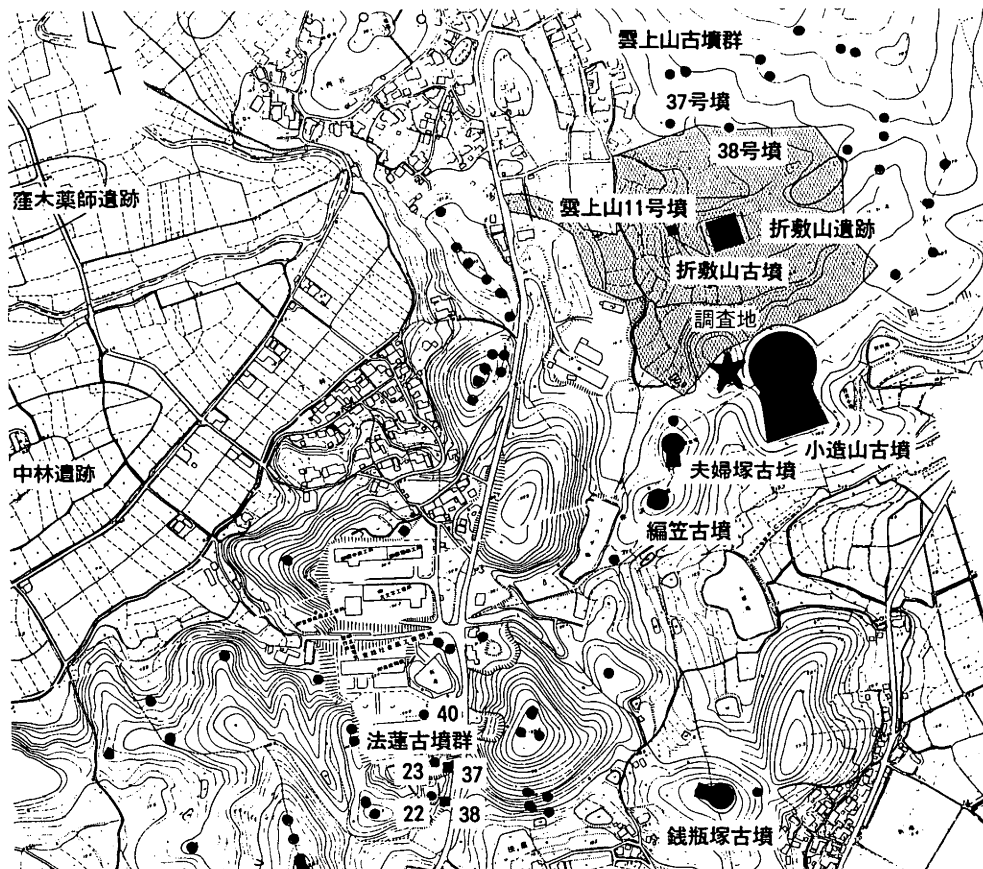 雲上山古墳群
37号墳
38号墳
窪木薬師遺跡
雲上山11号墳
折敷山遺跡
折敷山古墳
調査地
小造山古墳
中林遺跡
夫婦塚古墳
編笠古墳
40
法蓮古墳群
23
37
22
38
銭瓶塚古墳